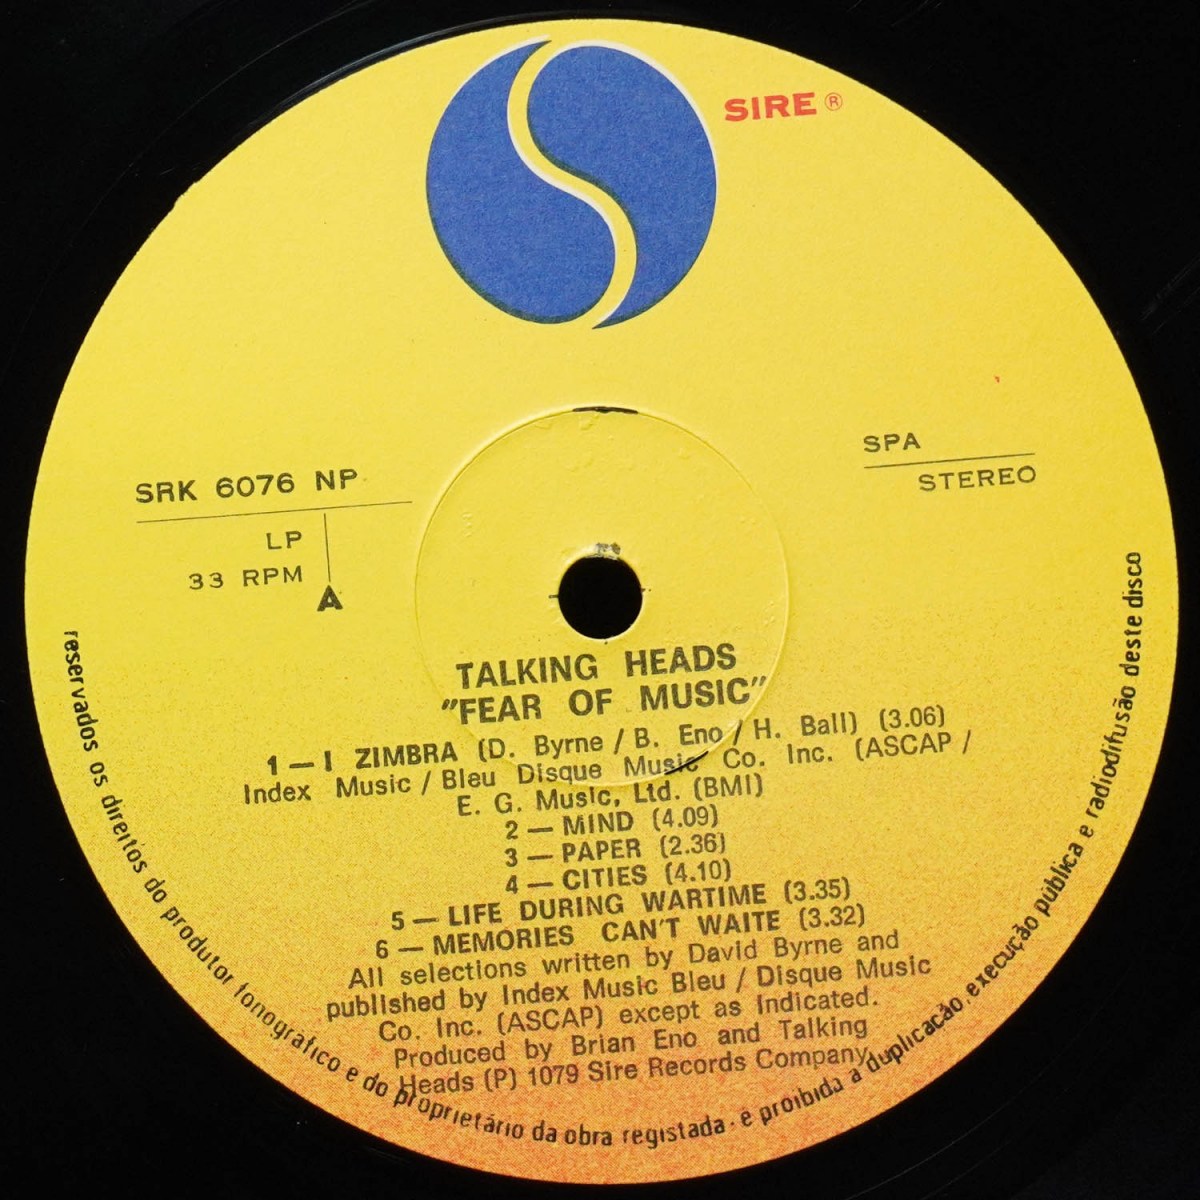 SIRE ®
SRK 6076 NP
LP
33 RPM
A
SPA
STEREO
TALKING HEADS
"FEAR OF MUSIC"
1 — I ZIMBRA (D. Byrne / B. Eno / H. Ball) (3.06)
Index Music / Bleu Disque Music Co. Inc. (ASCAP /
E. G. Music, Ltd. (BMI)
2 — MIND (4.09)
3 — PAPER (2.36)
4 — CITIES (4.10)
5 — LIFE DURING WARTIME (3.35)
6 — MEMORIES CAN'T WAITE (3.32)
All selections written by David Byrne and
published by Index Music Bleu / Disque Music
Co. Inc. (ASCAP) except as Indicated.
Produced by Brian Eno and Talking
Heads (P) 1079 Sire Records Company.
reservados os direitos do produtor fonográfico e do proprietário da obra registada · é proibida a duplicação, execução pública e radiodifusão deste disco